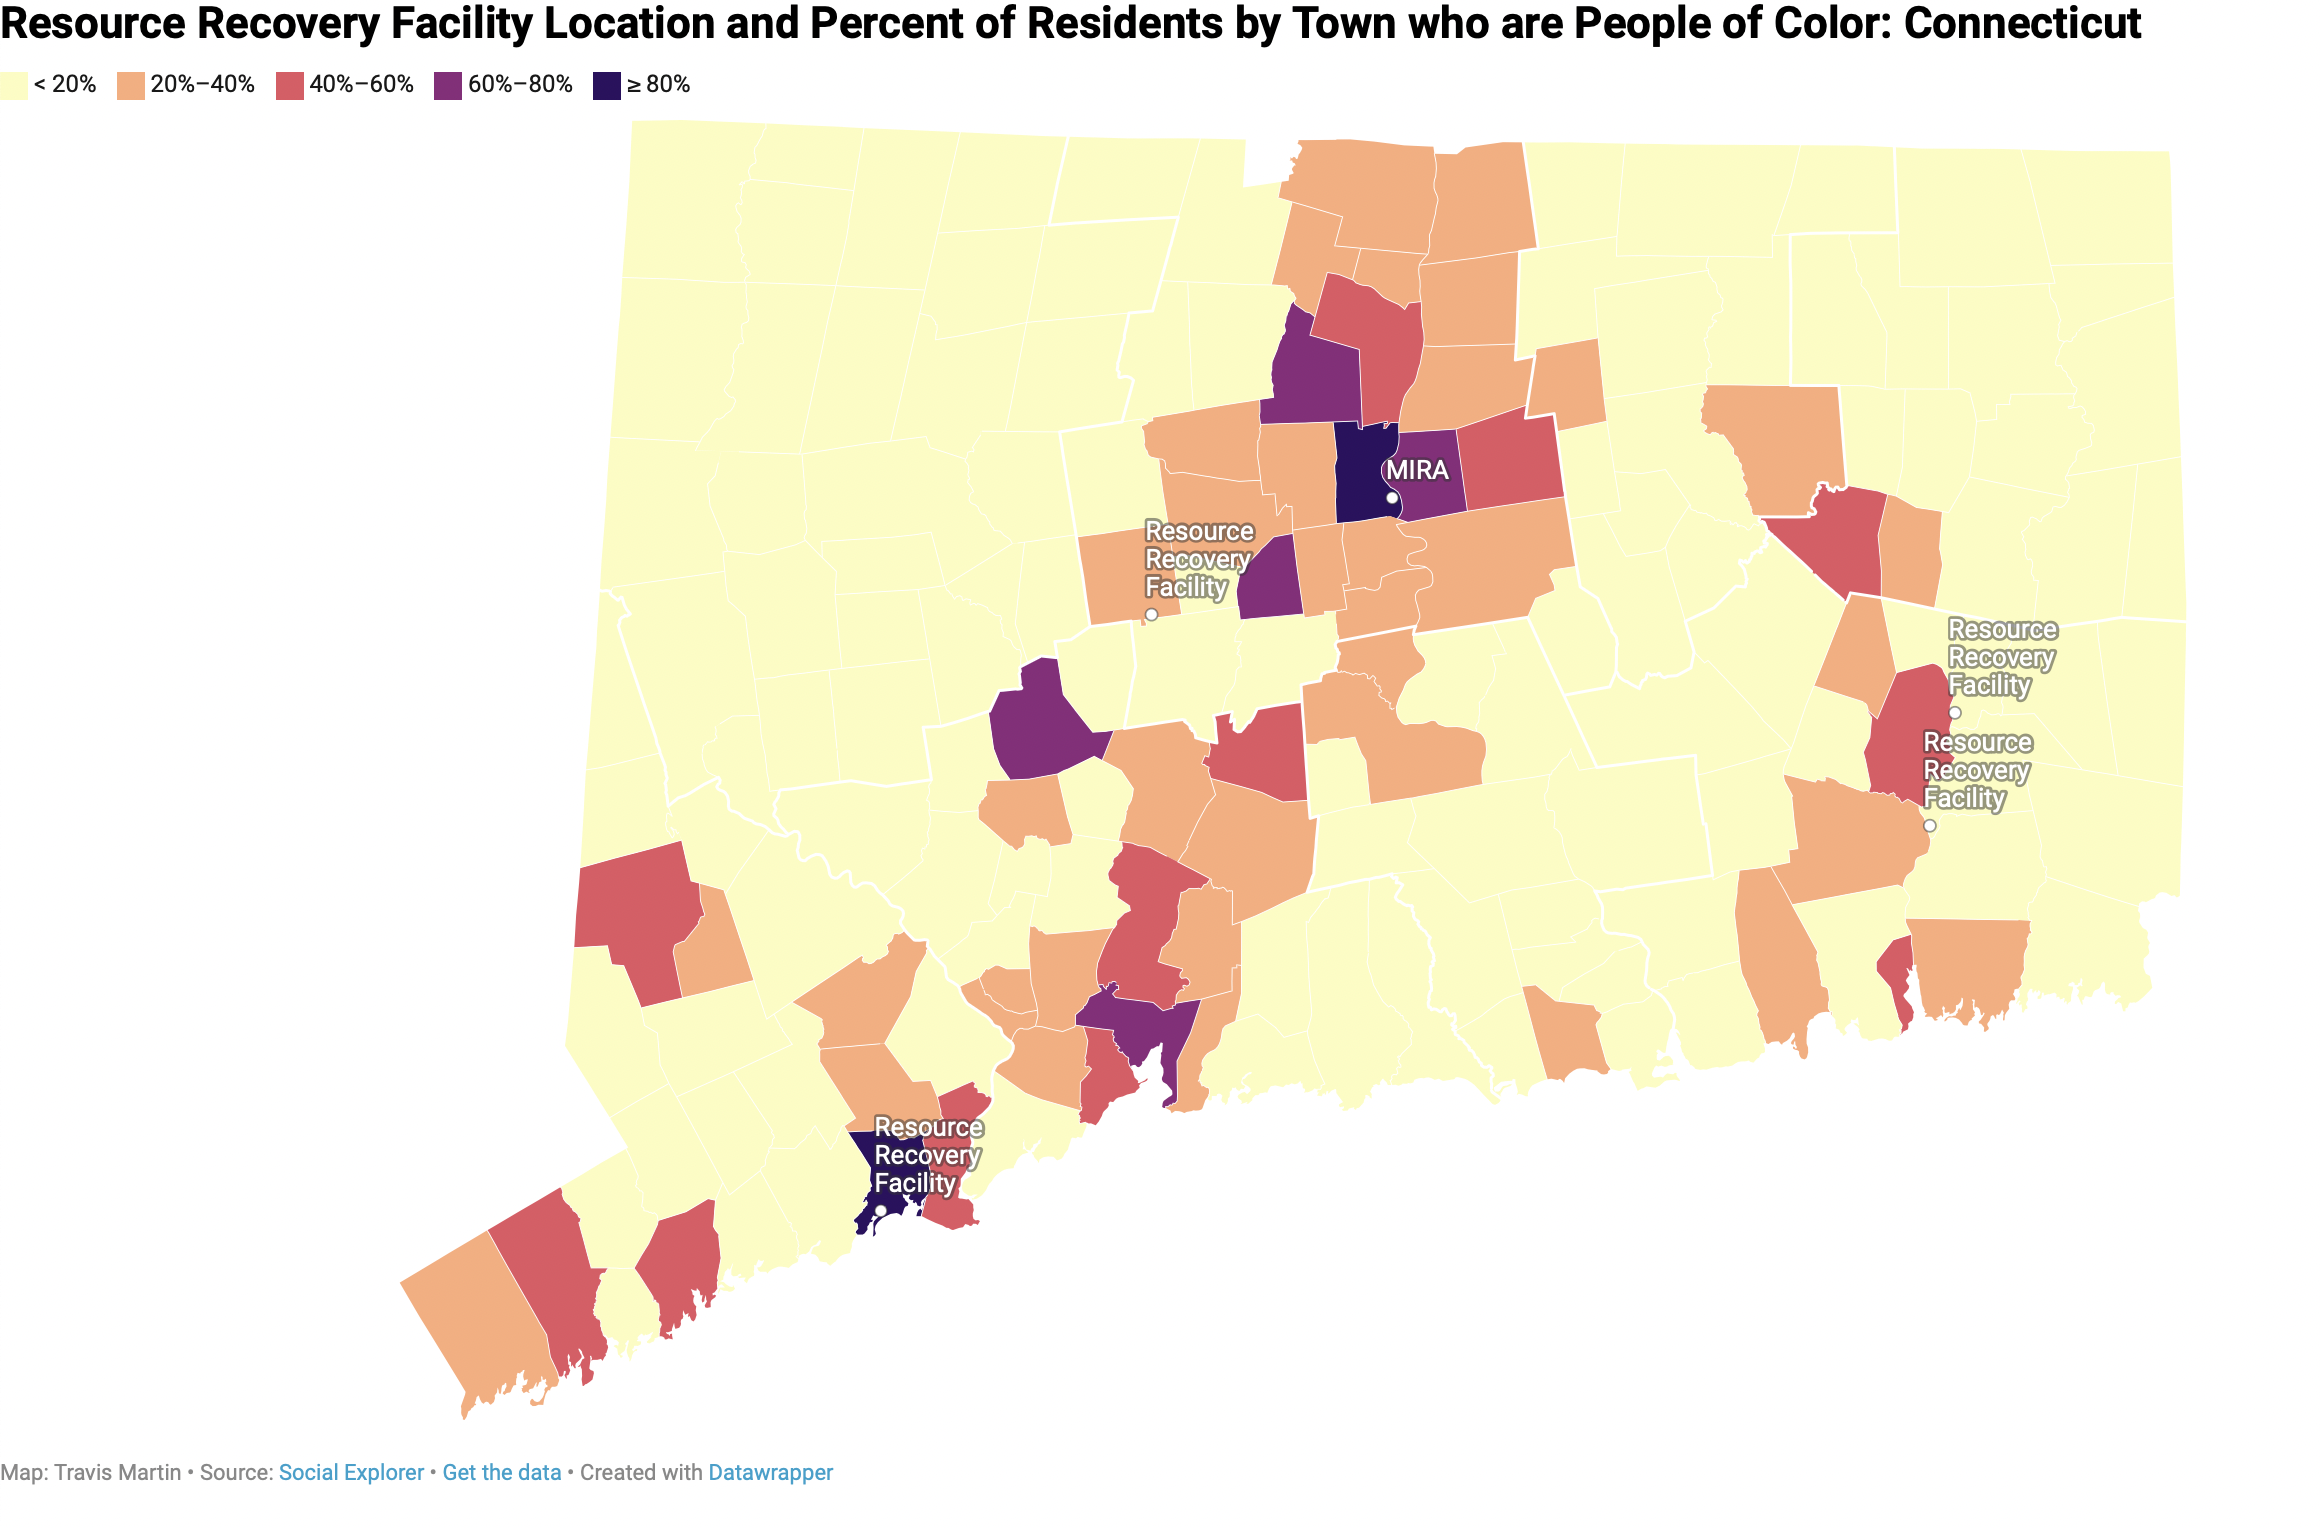 Resource Recovery Facility Location and Percent of Residents by Town who are People of Color: Connecticut
< 20% 20%–40% 40%–60% 60%–80% ≥ 80%
MIRA
Resource
Recovery
Facility
Resource
Recovery
Facility
Resource
Recovery
Facility
Resource
Recovery
Facility
Map: Travis Martin • Source: Social Explorer • Get the data • Created with Datawrapper